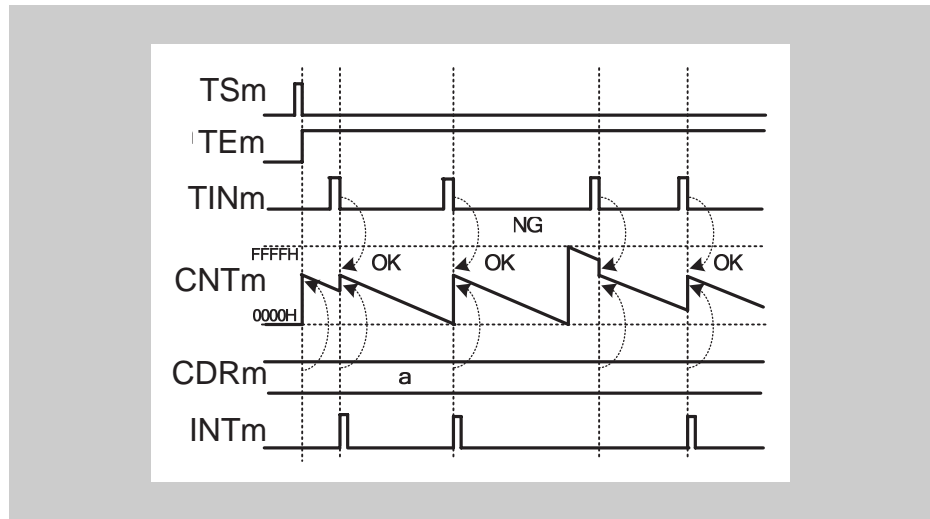 TSm
TEm
TINm
NG
FFFFH
OK
OK
OK
CNTm
0000H
CDRm
a
INTm